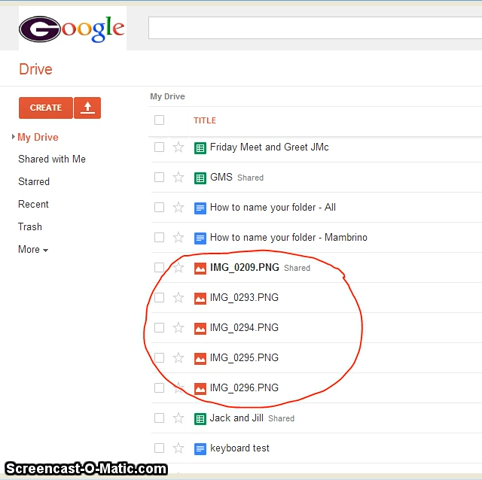 Google
Drive
CREATE
My Drive
Shared with Me
Starred
Recent
Trash
More
My Drive
TITLE
Friday Meet and Greet JMc
GMS Shared
How to name your folder - All
How to name your folder - Mambrino
IMG_0209.PNG Shared
IMG_0293.PNG
IMG_0294.PNG
IMG_0295.PNG
IMG_0296.PNG
Jack and Jill Shared
keyboard test
Screencast-O-Matic.com